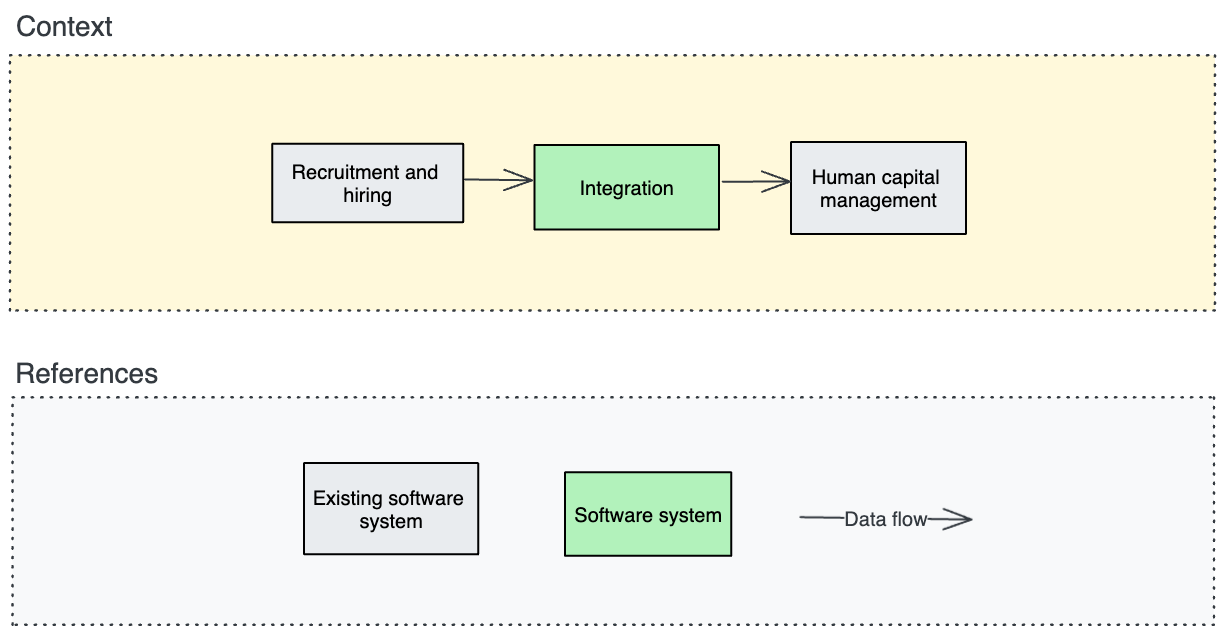 Context
Recruitment and
hiring
Integration
Human capital
management
References
Existing software
system
Software system
Data flow